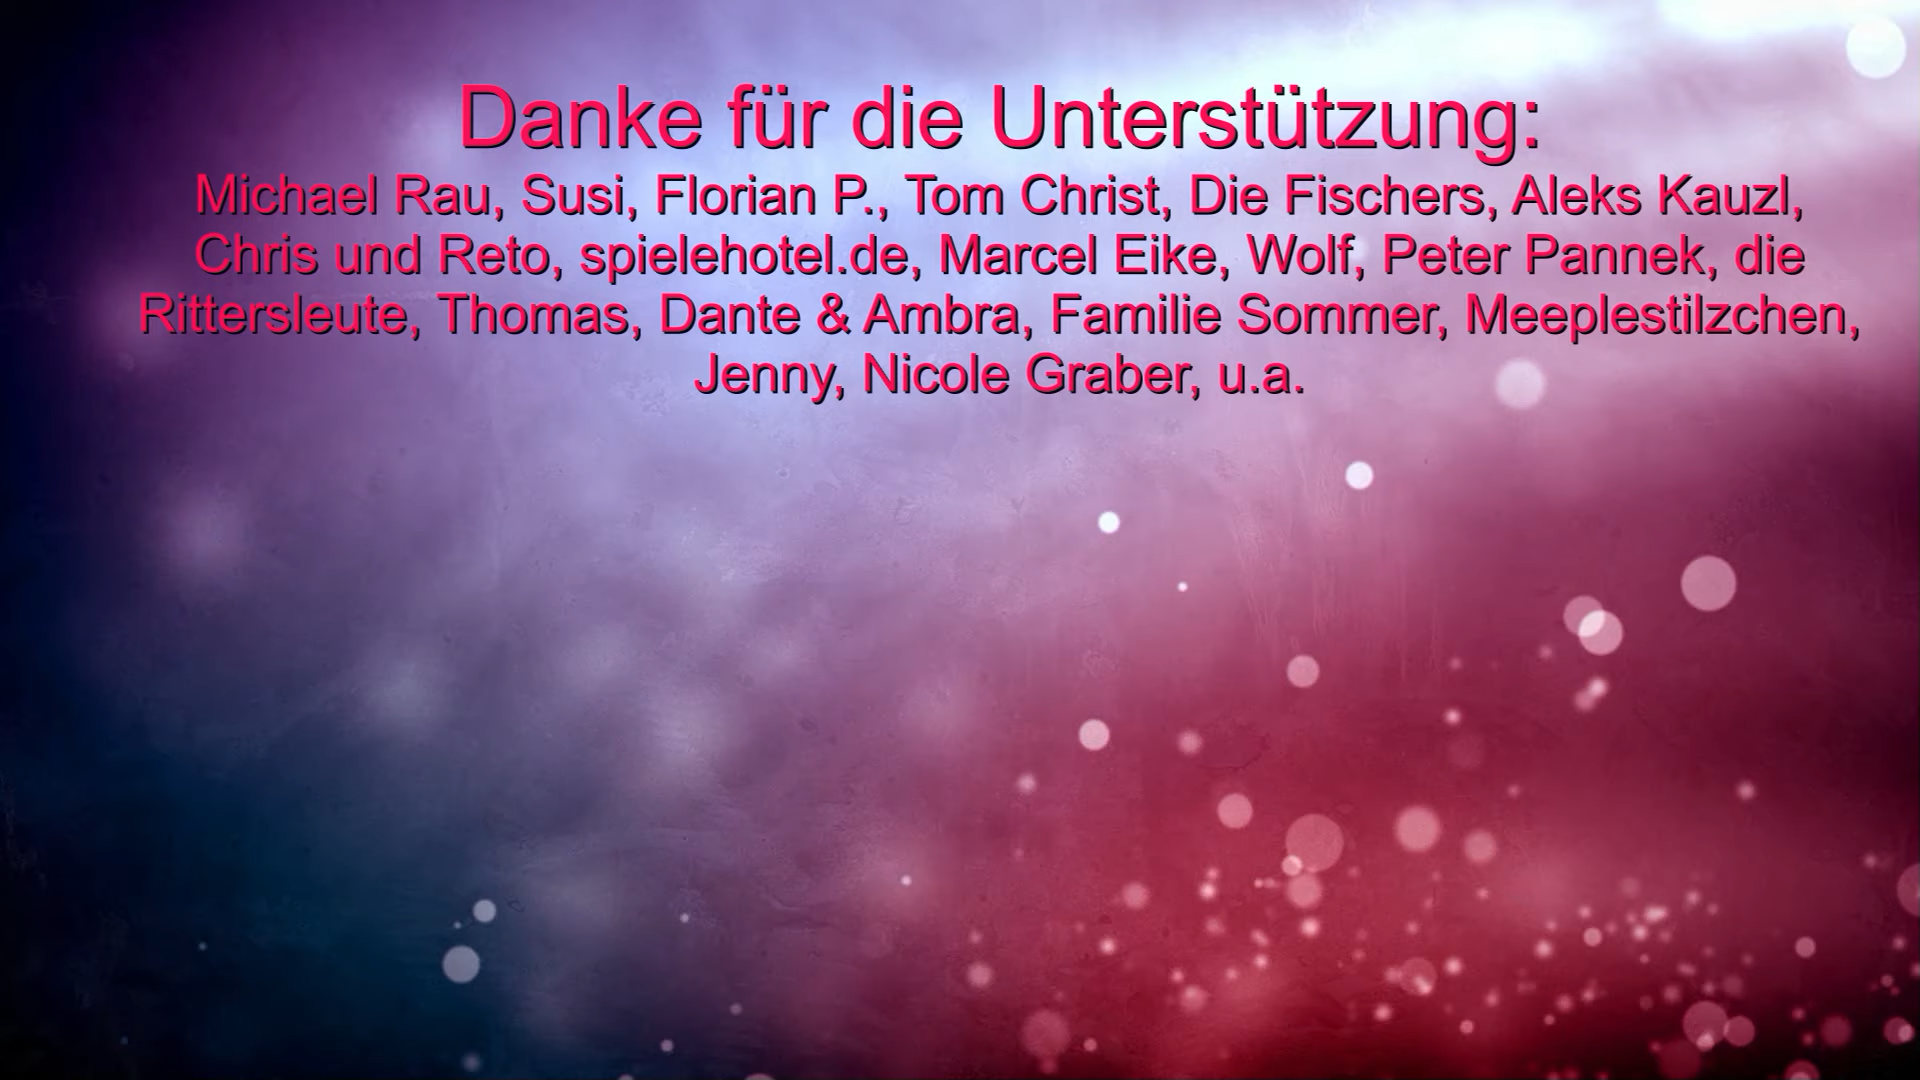 Danke für die Unterstützung:
Michael Rau, Susi, Florian P., Tom Christ, Die Fischers, Aleks Kauzl,
Chris und Reto, spielehotel.de, Marcel Eike, Wolf, Peter Pannek, die
Rittersleute, Thomas, Dante & Ambra, Familie Sommer, Meeplestilzchen,
Jenny, Nicole Graber, u.a.